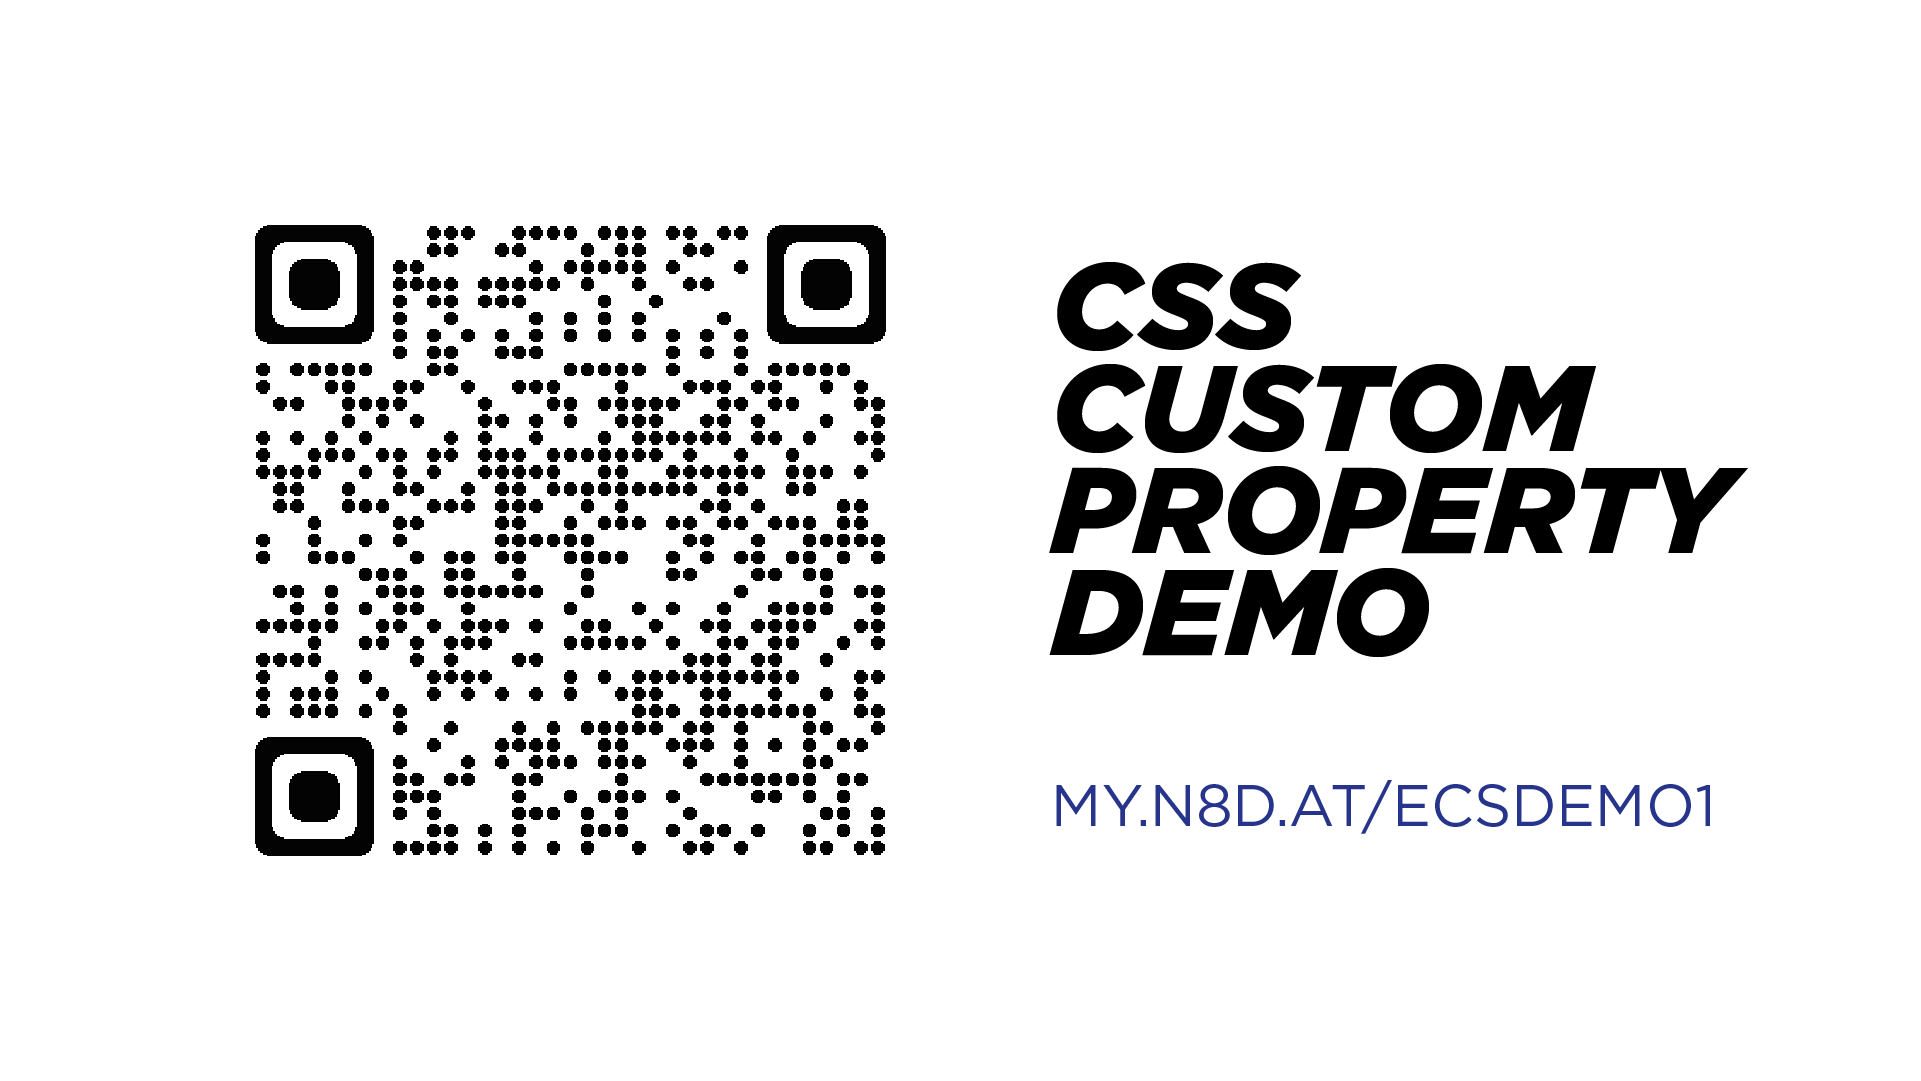 CSS
CUSTOM
PROPERTY
DEMO
MY.N8D.AT/ECSDEMO1